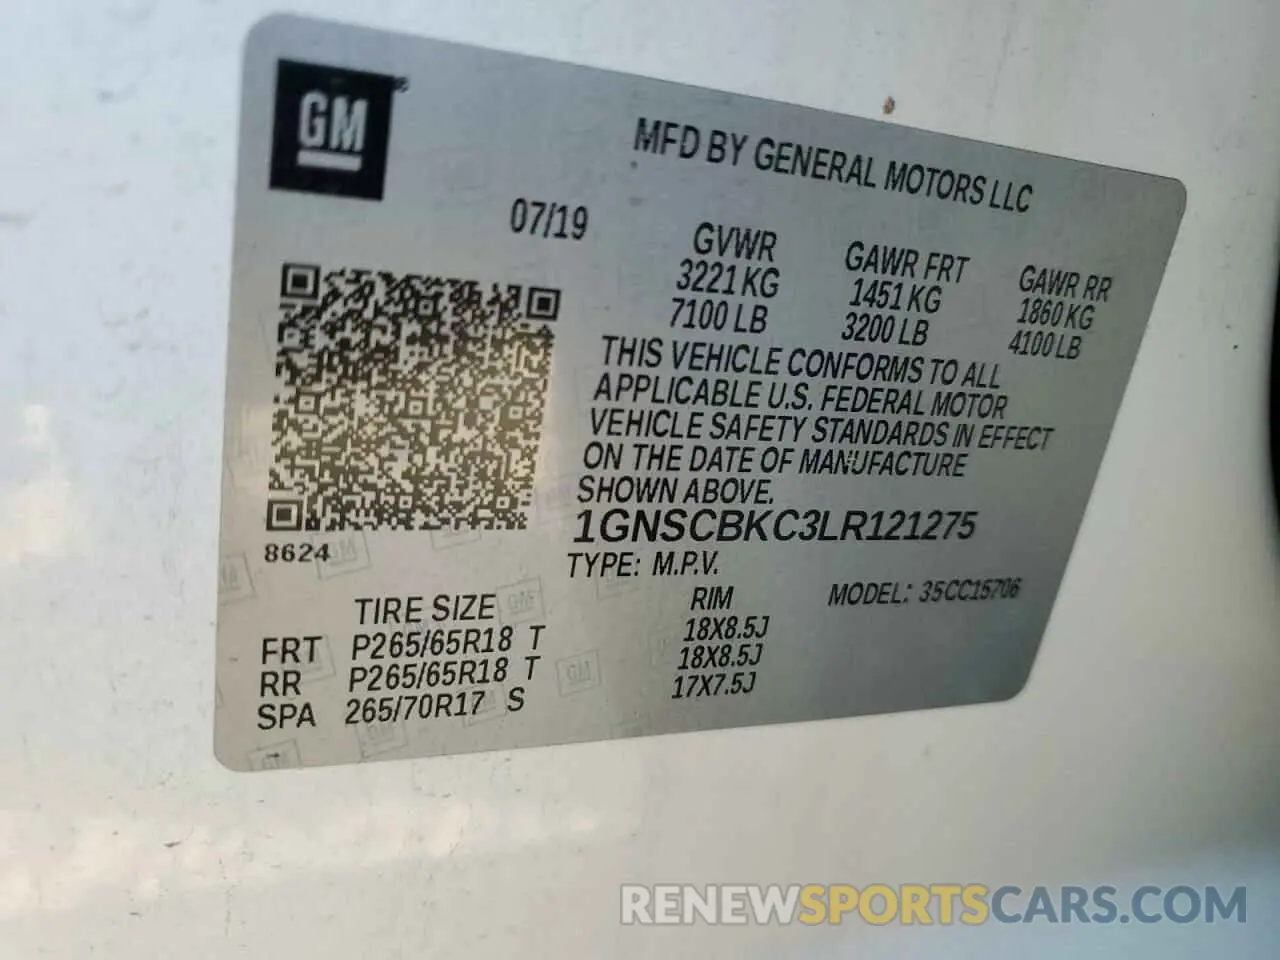 GM
MFD BY GENERAL MOTORS LLC
07/19
GVWR GAWR FRT GAWR RR
3221 KG 1451 KG 1860 KG
7100 LB 3200 LB 4100 LB
THIS VEHICLE CONFORMS TO ALL
APPLICABLE U.S. FEDERAL MOTOR
VEHICLE SAFETY STANDARDS IN EFFECT
ON THE DATE OF MANUFACTURE
SHOWN ABOVE.
1GNSCBKC3LR121275
8624
TYPE: M.P.V. MODEL: 35CC15706
TIRE SIZE RIM
FRT P265/65R18 T 18X8.5J
RR P265/65R18 T 18X8.5J
SPA 265/70R17 S 17X7.5J
RENEWSPORTSCARS.COM